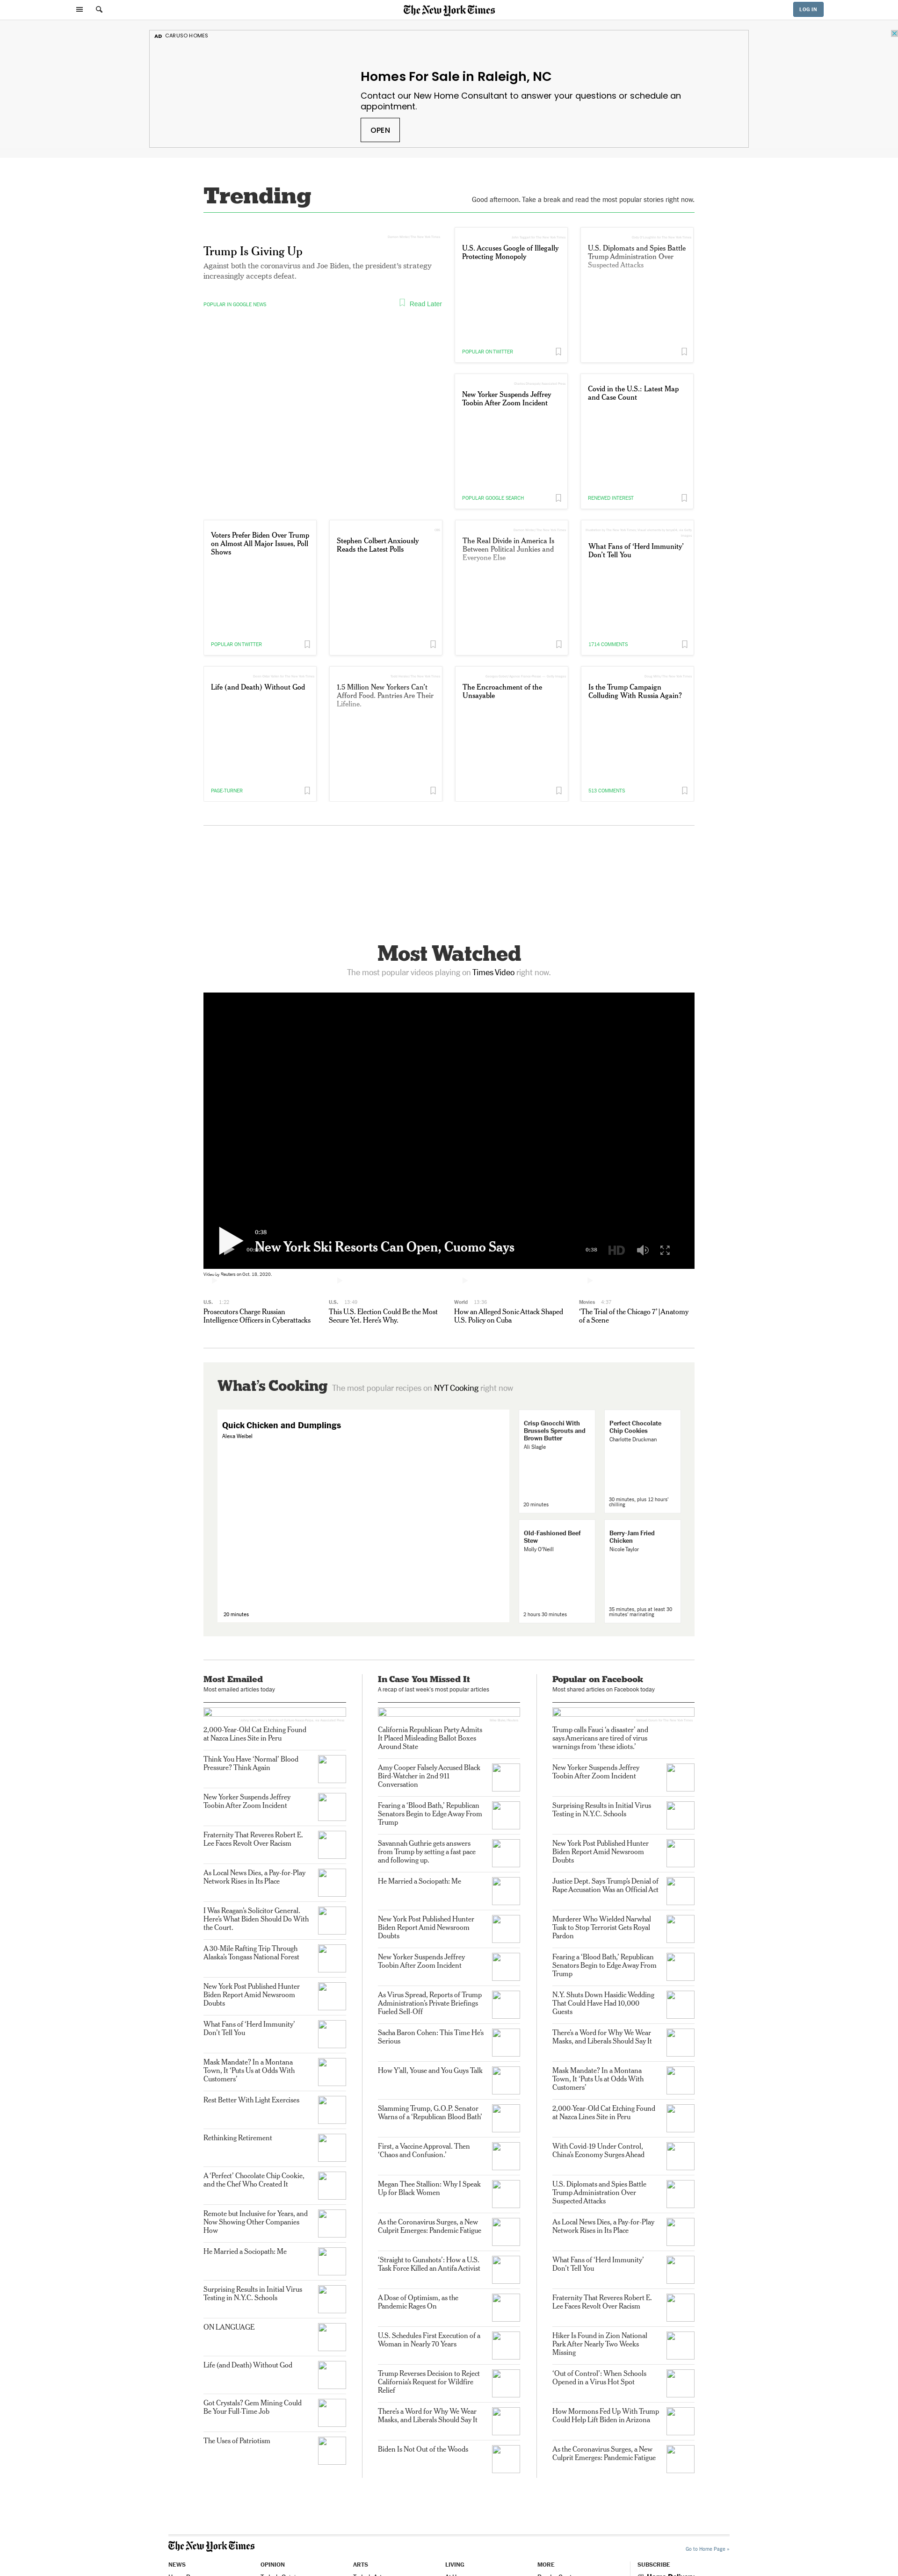 The New York Times
LOG IN
AD CARUSO HOMES
Homes For Sale in Raleigh, NC
Contact our New Home Consultant to answer your questions or schedule an
appointment.
OPEN
Trending
Good afternoon. Take a break and read the most popular stories right now.
Trump Is Giving Up
Against both the coronavirus and Joe Biden, the president's strategy
increasingly accepts defeat.
POPULAR IN GOOGLE NEWS
Read Later
U.S. Accuses Google of Illegally
Protecting Monopoly
POPULAR ON TWITTER
U.S. Diplomats and Spies Battle
Trump Administration Over
Suspected Attacks
New Yorker Suspends Jeffrey
Toobin After Zoom Incident
POPULAR GOOGLE SEARCH
Covid in the U.S.: Latest Map
and Case Count
RENEWED INTEREST
Voters Prefer Biden Over Trump
on Almost All Major Issues, Poll
Shows
POPULAR ON TWITTER
Stephen Colbert Anxiously
Reads the Latest Polls
The Real Divide in America Is
Between Political Junkies and
Everyone Else
What Fans of ‘Herd Immunity’
Don’t Tell You
1714 COMMENTS
Life (and Death) Without God
PAGE-TURNER
1.5 Million New Yorkers Can’t
Afford Food. Pantries Are Their
Lifeline.
The Encroachment of the
Unsayable
Is the Trump Campaign
Colluding With Russia Again?
513 COMMENTS
Most Watched
The most popular videos playing on Times Video right now.
0:38
New York Ski Resorts Can Open, Cuomo Says
0:38
HD
Video by Reuters on Oct. 18, 2020.
U.S. 1:22
Prosecutors Charge Russian
Intelligence Officers in Cyberattacks
U.S.
This U.S. Election Could Be the Most
Secure Yet. Here’s Why.
World
How an Alleged Sonic Attack Shaped
U.S. Policy on Cuba
Movies
‘The Trial of the Chicago 7’ | Anatomy
of a Scene
What’s Cooking The most popular recipes on NYT Cooking right now
Quick Chicken and Dumplings
Alexa Weibel
20 minutes
Crisp Gnocchi With
Brussels Sprouts and
Brown Butter
Ali Slagle
20 minutes
Perfect Chocolate
Chip Cookies
Charlotte Druckman
30 minutes, plus 12 hours'
chilling
Old-Fashioned Beef
Stew
Molly O'Neill
2 hours 30 minutes
Berry-Jam Fried
Chicken
Nicole Taylor
35 minutes, plus at least 30
minutes' marinating
Most Emailed
Most emailed articles today
2,000-Year-Old Cat Etching Found
at Nazca Lines Site in Peru
Think You Have ‘Normal’ Blood
Pressure? Think Again
New Yorker Suspends Jeffrey
Toobin After Zoom Incident
Fraternity That Reveres Robert E.
Lee Faces Revolt Over Racism
As Local News Dies, a Pay-for-Play
Network Rises in Its Place
I Was Reagan’s Solicitor General.
Here’s What Biden Should Do With
the Court.
A 30-Mile Rafting Trip Through
Alaska’s Tongass National Forest
New York Post Published Hunter
Biden Report Amid Newsroom
Doubts
What Fans of ‘Herd Immunity’
Don’t Tell You
Mask Mandate? In a Montana
Town, It ‘Puts Us at Odds With
Customers’
Rest Better With Light Exercises
Rethinking Retirement
A ‘Perfect’ Chocolate Chip Cookie,
and the Chef Who Created It
Remote but Inclusive for Years, and
Now Showing Other Companies
How
He Married a Sociopath: Me
Surprising Results in Initial Virus
Testing in N.Y.C. Schools
ON LANGUAGE
Life (and Death) Without God
Got Crystals? Gem Mining Could
Be Your Full-Time Job
The Uses of Patriotism
In Case You Missed It
A recap of last week’s most popular articles
California Republican Party Admits
It Placed Misleading Ballot Boxes
Around State
Amy Cooper Falsely Accused Black
Bird-Watcher in 2nd 911
Conversation
Fearing a ‘Blood Bath,’ Republican
Senators Begin to Edge Away From
Trump
Savannah Guthrie gets answers
from Trump by setting a fast pace
and following up.
He Married a Sociopath: Me
New York Post Published Hunter
Biden Report Amid Newsroom
Doubts
New Yorker Suspends Jeffrey
Toobin After Zoom Incident
As Virus Spread, Reports of Trump
Administration’s Private Briefings
Fueled Sell-Off
Sacha Baron Cohen: This Time He’s
Serious
How Y’all, Youse and You Guys Talk
Slamming Trump, G.O.P. Senator
Warns of a ‘Republican Blood Bath’
First, a Vaccine Approval. Then
‘Chaos and Confusion.’
Megan Thee Stallion: Why I Speak
Up for Black Women
As the Coronavirus Surges, a New
Culprit Emerges: Pandemic Fatigue
‘Straight to Gunshots’: How a U.S.
Task Force Killed an Antifa Activist
A Dose of Optimism, as the
Pandemic Rages On
U.S. Schedules First Execution of a
Woman in Nearly 70 Years
Trump Reverses Decision to Reject
California’s Request for Wildfire
Relief
There’s a Word for Why We Wear
Masks, and Liberals Should Say It
Biden Is Not Out of the Woods
Popular on Facebook
Most shared articles on Facebook today
Trump calls Fauci ‘a disaster’ and
says Americans are tired of virus
warnings from ‘these idiots.’
New Yorker Suspends Jeffrey
Toobin After Zoom Incident
Surprising Results in Initial Virus
Testing in N.Y.C. Schools
New York Post Published Hunter
Biden Report Amid Newsroom
Doubts
Justice Dept. Says Trump’s Denial of
Rape Accusation Was an Official Act
Murderer Who Wielded Narwhal
Tusk to Stop Terrorist Gets Royal
Pardon
Fearing a ‘Blood Bath,’ Republican
Senators Begin to Edge Away From
Trump
N.Y. Shuts Down Hasidic Wedding
That Could Have Had 10,000
Guests
There’s a Word for Why We Wear
Masks, and Liberals Should Say It
Mask Mandate? In a Montana
Town, It ‘Puts Us at Odds With
Customers’
2,000-Year-Old Cat Etching Found
at Nazca Lines Site in Peru
With Covid-19 Under Control,
China’s Economy Surges Ahead
U.S. Diplomats and Spies Battle
Trump Administration Over
Suspected Attacks
As Local News Dies, a Pay-for-Play
Network Rises in Its Place
What Fans of ‘Herd Immunity’
Don’t Tell You
Fraternity That Reveres Robert E.
Lee Faces Revolt Over Racism
Hiker Is Found in Zion National
Park After Nearly Two Weeks
Missing
‘Out of Control’: When Schools
Opened in a Virus Hot Spot
How Mormons Fed Up With Trump
Could Help Lift Biden in Arizona
As the Coronavirus Surges, a New
Culprit Emerges: Pandemic Fatigue
The New York Times
Go to Home Page »
NEWS
OPINION
ARTS
LIVING
MORE
SUBSCRIBE